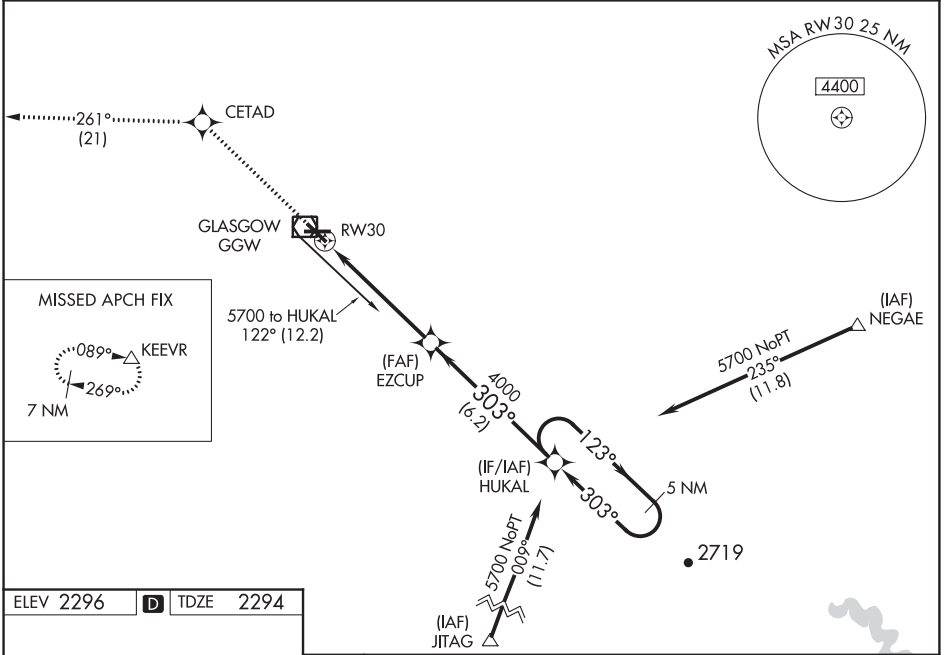 MSA RW30 25 NM
4400
CETAD
261°
(21)
GLASGOW
GGW
RW30
MISSED APCH FIX
089°
KEEVR
269°
7 NM
5700 to HUKAL
122° (12.2)
(FAF)
EZCUP
4000
303°
(6.2)
(IAF)
NEGAE
5700 NoPT
235°
(11.8)
(IF/IAF)
HUKAL
123°
303°
5 NM
2719
5700 NoPT
009°
(11.7)
(IAF)
JITAG
ELEV 2296 D TDZE 2294